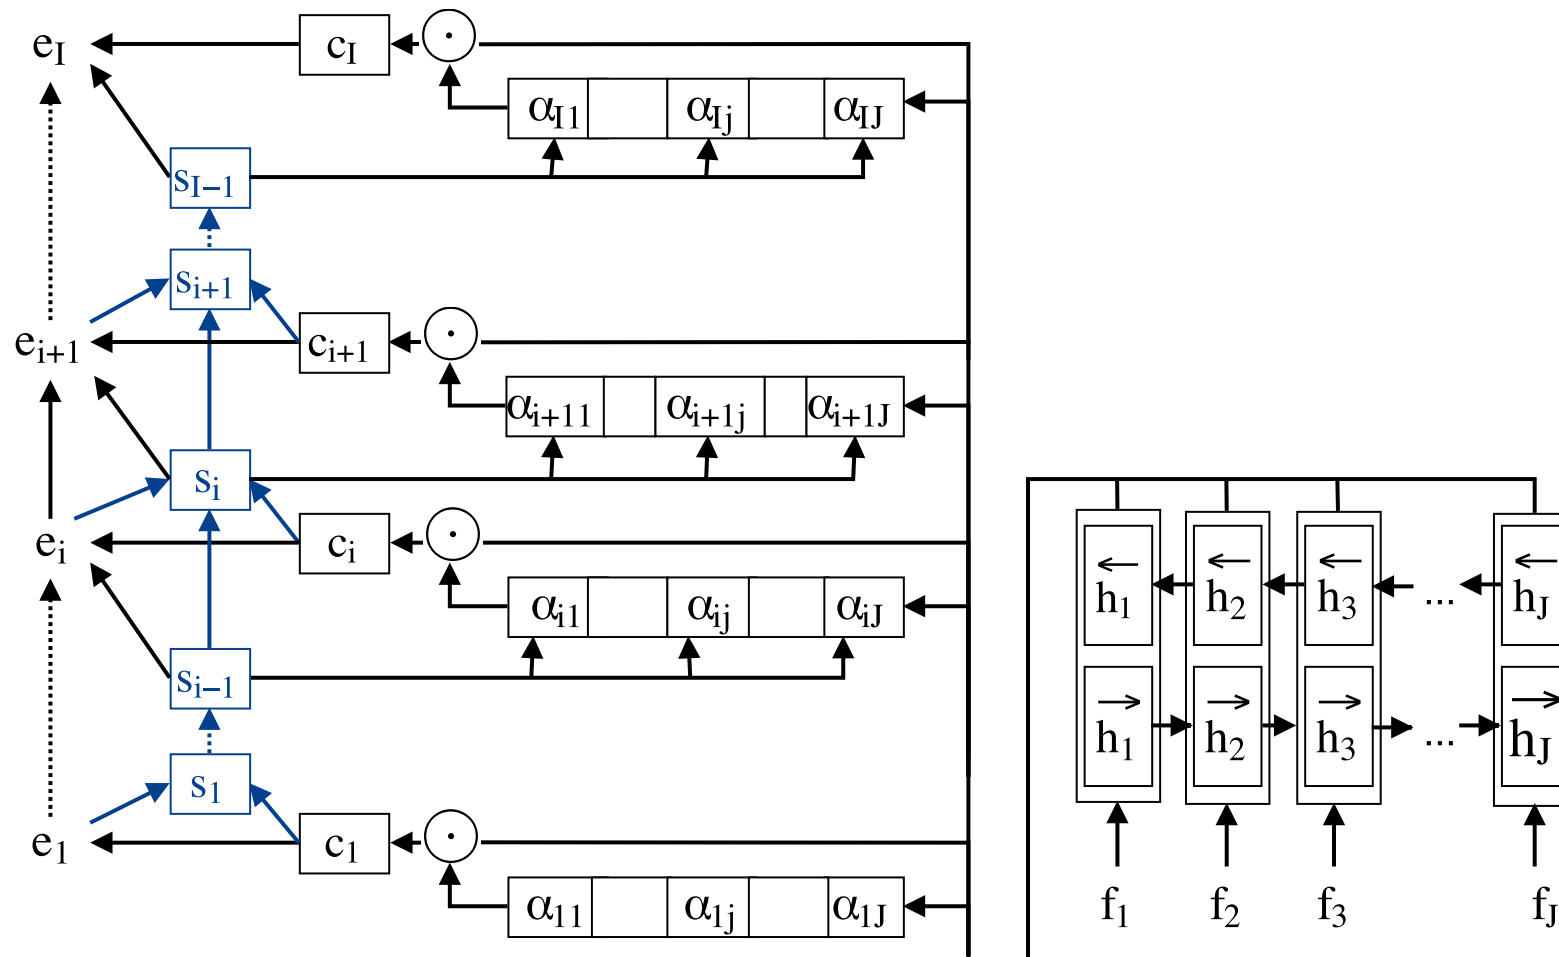 e_I c_I ⊙
α_I1 α_Ij α_IJ
s_I−1
s_i+1
e_i+1 c_i+1 ⊙
α_i+11 α_i+1j α_i+1J
s_i
e_i c_i ⊙
α_i1 α_ij α_iJ
s_i−1
s_1
e_1 c_1 ⊙
α_11 α_1j α_1J
←h_1 ←h_2 ←h_3 ... ←h_J
→h_1 →h_2 →h_3 ... →h_J
f_1 f_2 f_3 f_J